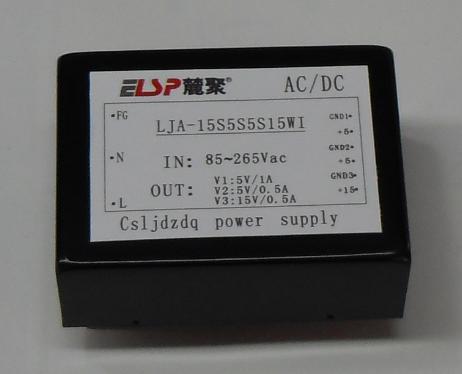 ELSP麓聚® AC/DC
•FG
LJA-15S5S5S15WI
GND1•
+5•
•N
IN: 85~265Vac
GND2•
+5•
OUT: V1:5V/1A
V2:5V/0.5A
V3:15V/0.5A
GND3•
+15•
•L
Csljdzdq power supply